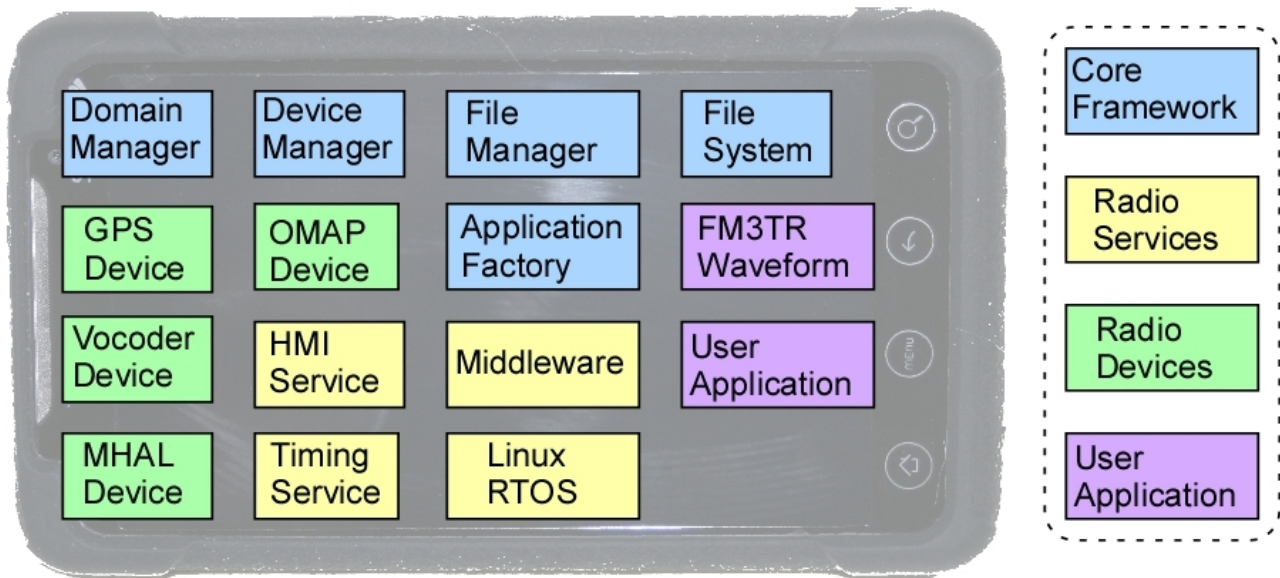 Domain
Manager
Device
Manager
File
Manager
File
System
GPS
Device
OMAP
Device
Application
Factory
FM3TR
Waveform
Vocoder
Device
HMI
Service
Middleware
User
Application
menu
MHAL
Device
Timing
Service
Linux
RTOS
Core
Framework
Radio
Services
Radio
Devices
User
Application